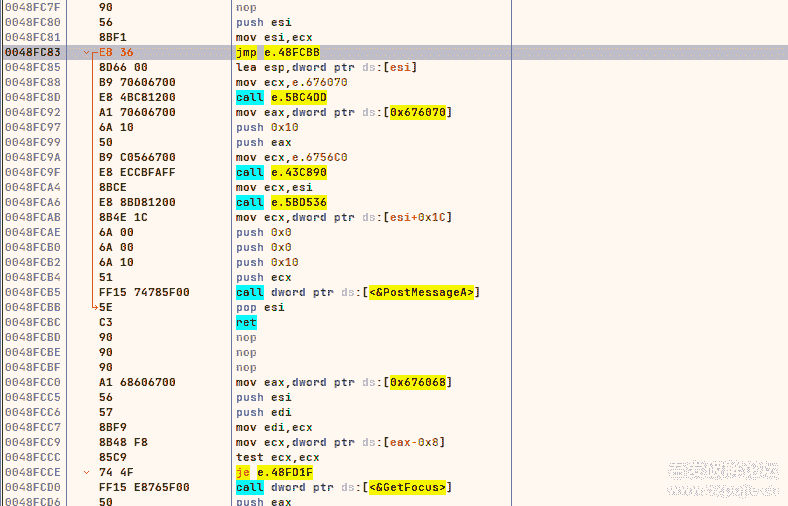 0048FC7F 90 nop
0048FC80 56 push esi
0048FC81 8BF1 mov esi,ecx
0048FC83 EB 36 jmp e.48FCBB
0048FC85 8D66 00 lea esp,dword ptr ds:[esi]
0048FC88 B9 70606700 mov ecx,e.676070
0048FC8D E8 4BC81200 call e.5BC4DD
0048FC92 A1 70606700 mov eax,dword ptr ds:[0x676070]
0048FC97 6A 10 push 0x10
0048FC99 50 push eax
0048FC9A B9 C0566700 mov ecx,e.6756C0
0048FC9F E8 ECCBFAFF call e.43C890
0048FCA4 8BCE mov ecx,esi
0048FCA6 E8 8BD81200 call e.5BD536
0048FCAB 8B4E 1C mov ecx,dword ptr ds:[esi+0x1C]
0048FCAE 6A 00 push 0x0
0048FCB0 6A 00 push 0x0
0048FCB2 6A 10 push 0x10
0048FCB4 51 push ecx
0048FCB5 FF15 74785F00 call dword ptr ds:[<&PostMessageA>]
0048FCBB 5E pop esi
0048FCBC C3 ret
0048FCBD 90 nop
0048FCBE 90 nop
0048FCBF 90 nop
0048FCC0 A1 68606700 mov eax,dword ptr ds:[0x676068]
0048FCC5 56 push esi
0048FCC6 57 push edi
0048FCC7 8BF9 mov edi,ecx
0048FCC9 8B48 F8 mov ecx,dword ptr ds:[eax-0x8]
0048FCCC 85C9 test ecx,ecx
0048FCCE 74 4F je e.48FD1F
0048FCD0 FF15 E8765F00 call dword ptr ds:[<&GetFocus>]
0048FCD6 50 push eax
吾爱破解论坛
www.52pojie.cn